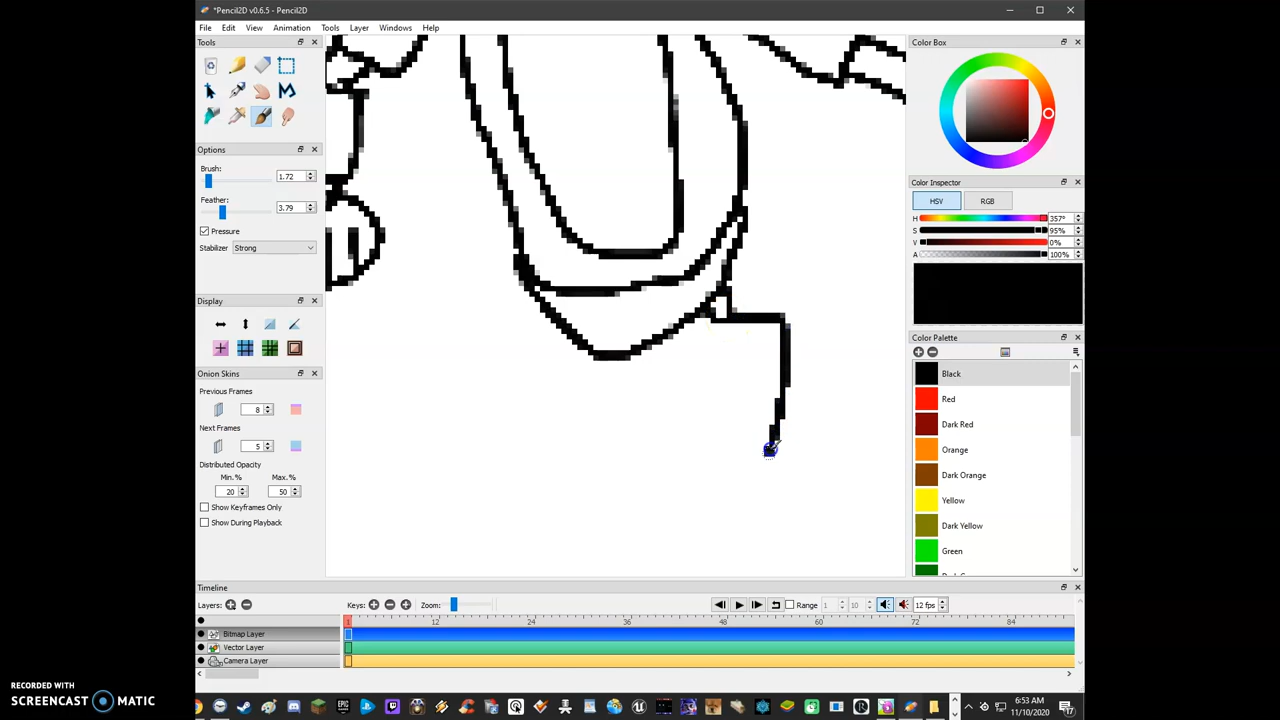 *Pencil2D v0.6.5 - Pencil2D
File Edit View Animation Tools Layer Windows Help
Tools
Color Box
Options
Brush:
1.72
Feather:
3.79
Pressure
Stabilizer Strong
Color Inspector
HSV RGB
H 357°
S 95%
V 0%
A 100%
Display
Color Palette
Black
Red
Dark Red
Orange
Dark Orange
Yellow
Dark Yellow
Green
Onion Skins
Previous Frames
8
Next Frames
5
Distributed Opacity
Min. % Max. %
20 50
Show Keyframes Only
Show During Playback
Timeline
Layers: Keys: Zoom: Range 1 10 12 fps
1 12 24 36 48 60 72 84
Bitmap Layer
Vector Layer
Camera Layer
RECORDED WITH
SCREENCAST MATIC
EPIC
6:53 AM
11/10/2020
17